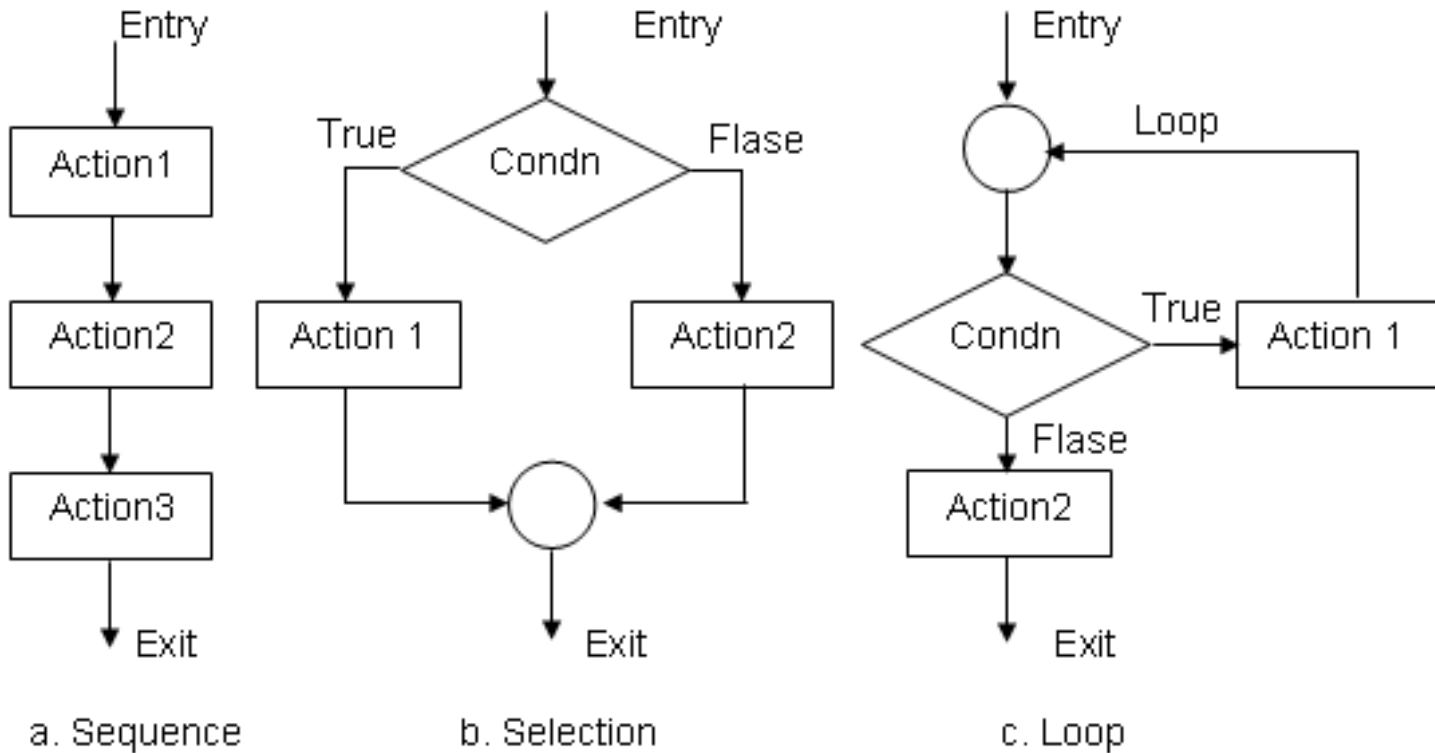 Entry
Action1
Action2
Action3
Exit
a. Sequence
Entry
True
Flase
Condn
Action 1
Action2
Exit
b. Selection
Entry
Loop
Condn
True
Action 1
Flase
Action2
Exit
c. Loop